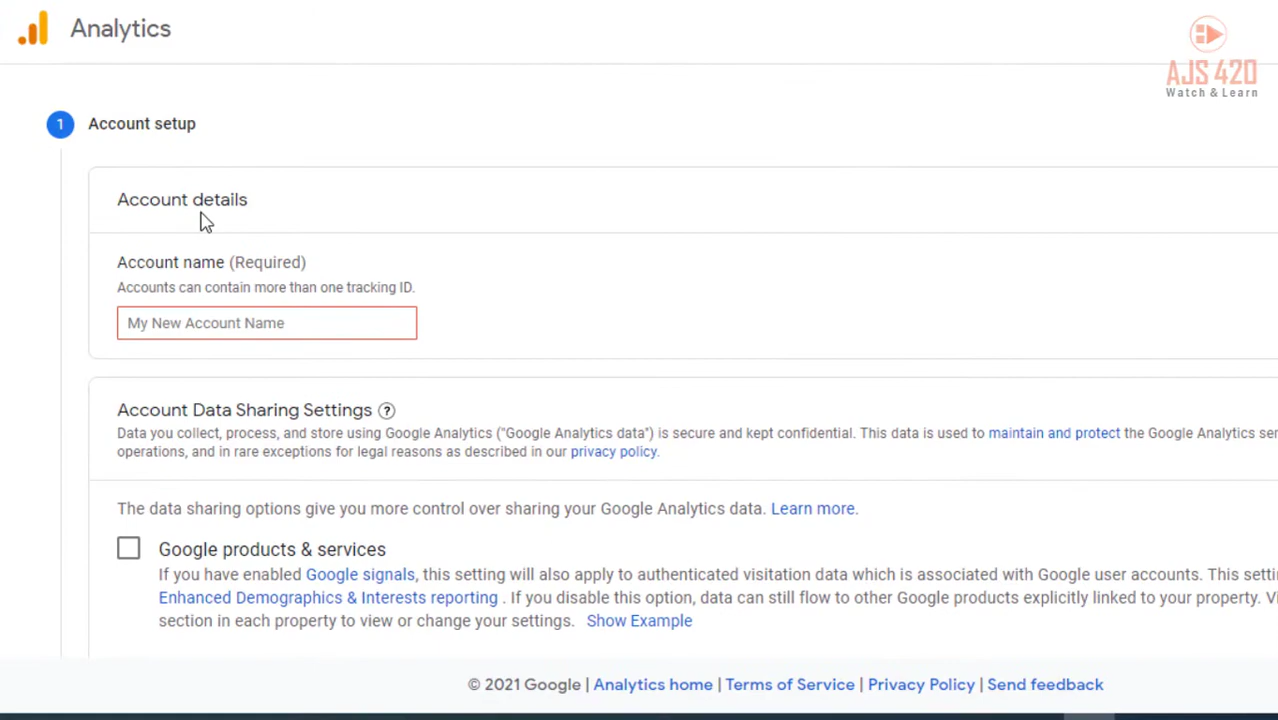 Analytics
AJS 420
Watch & Learn
1 Account setup
Account details
Account name (Required)
Accounts can contain more than one tracking ID.
My New Account Name
Account Data Sharing Settings ?
Data you collect, process, and store using Google Analytics ("Google Analytics data") is secure and kept confidential. This data is used to maintain and protect the Google Analytics ser
operations, and in rare exceptions for legal reasons as described in our privacy policy.
The data sharing options give you more control over sharing your Google Analytics data. Learn more.
Google products & services
If you have enabled Google signals, this setting will also apply to authenticated visitation data which is associated with Google user accounts. This setti
Enhanced Demographics & Interests reporting . If you disable this option, data can still flow to other Google products explicitly linked to your property. Vi
section in each property to view or change your settings. Show Example
© 2021 Google | Analytics home | Terms of Service | Privacy Policy | Send feedback